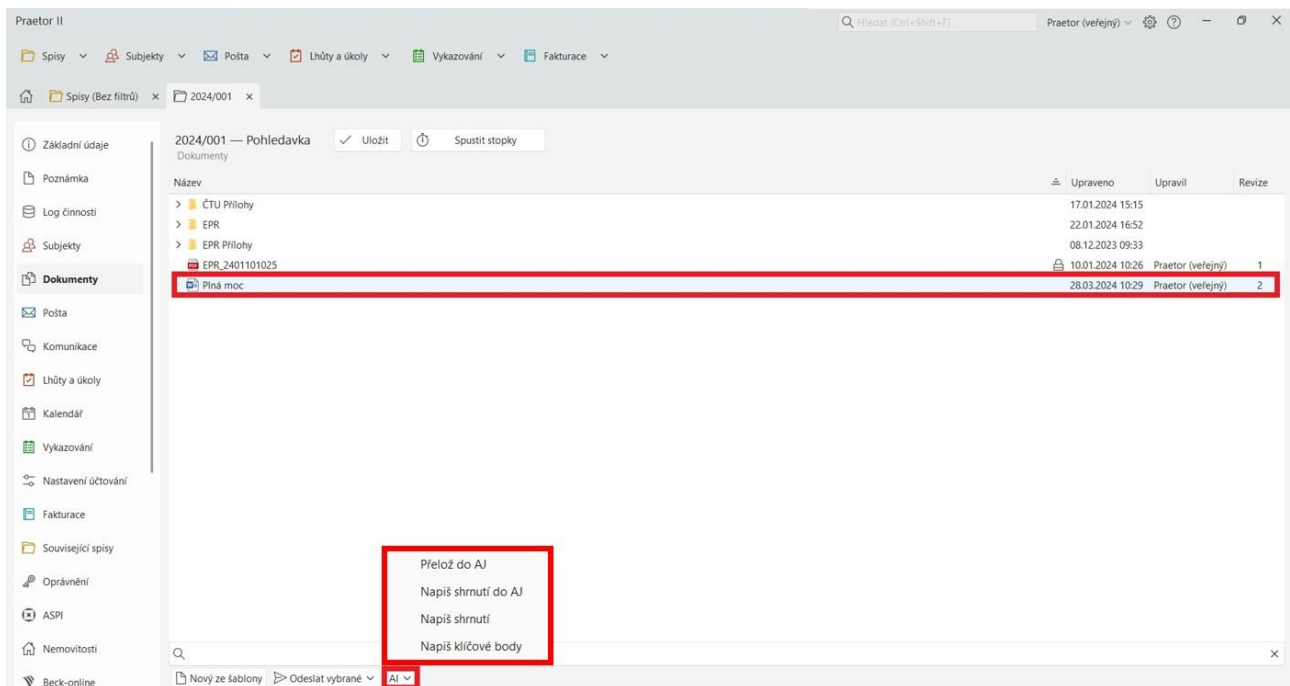 Praetor II
Hledat (Ctrl+Shift+F)
Praetor (veřejný)
Spisy
Subjekty
Pošta
Lhůty a úkoly
Vykazování
Fakturace
Spisy (Bez filtrů)
2024/001
Základní údaje
Poznámka
Log činnosti
Subjekty
Dokumenty
Pošta
Komunikace
Lhůty a úkoly
Kalendář
Vykazování
Nastavení účtování
Fakturace
Související spisy
Oprávnění
ASPI
Nemovitosti
Beck-online
2024/001 — Pohledavka
Uložit
Spustit stopky
Dokumenty
Název Upraveno Upravil Revize
ČTU Přílohy 17.01.2024 15:15
EPR 22.01.2024 16:52
EPR Přílohy 08.12.2023 09:33
EPR_2401101025 10.01.2024 10:26 Praetor (veřejný) 1
Plná moc 28.03.2024 10:29 Praetor (veřejný) 2
Přelož do AJ
Napiš shrnutí do AJ
Napiš shrnutí
Napiš klíčové body
Nový ze šablony
Odeslat vybrané
AI